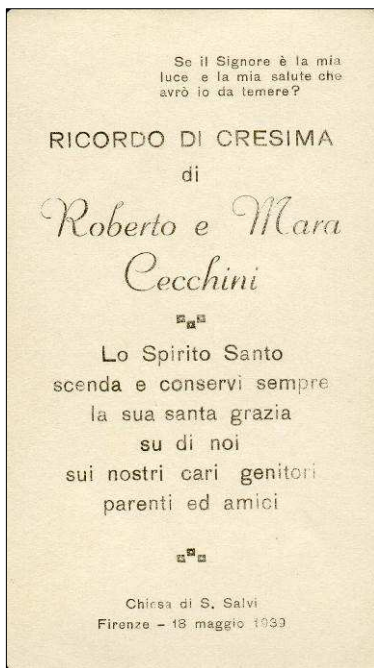 Se il Signore è la mia
luce e la mia salute che
avrò io da temere?
RICORDO DI CRESIMA
di
Roberto e Mara
Cecchini
Lo Spirito Santo
scenda e conservi sempre
la sua santa grazia
su di noi
sui nostri cari genitori
parenti ed amici
Chiesa di S. Salvi
Firenze - 18 maggio 1939